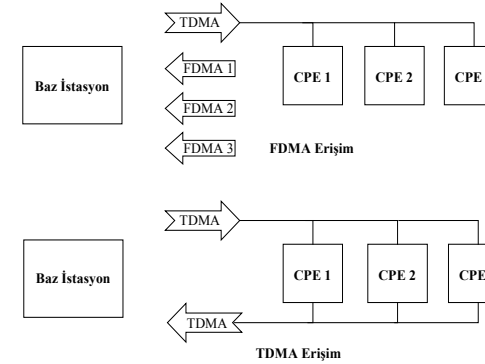 TDMA
FDMA 1
Baz İstasyon
CPE 1
CPE 2
CPE
FDMA 2
FDMA 3
FDMA Erişim
TDMA
Baz İstasyon
CPE 1
CPE 2
CPE
TDMA
TDMA Erişim